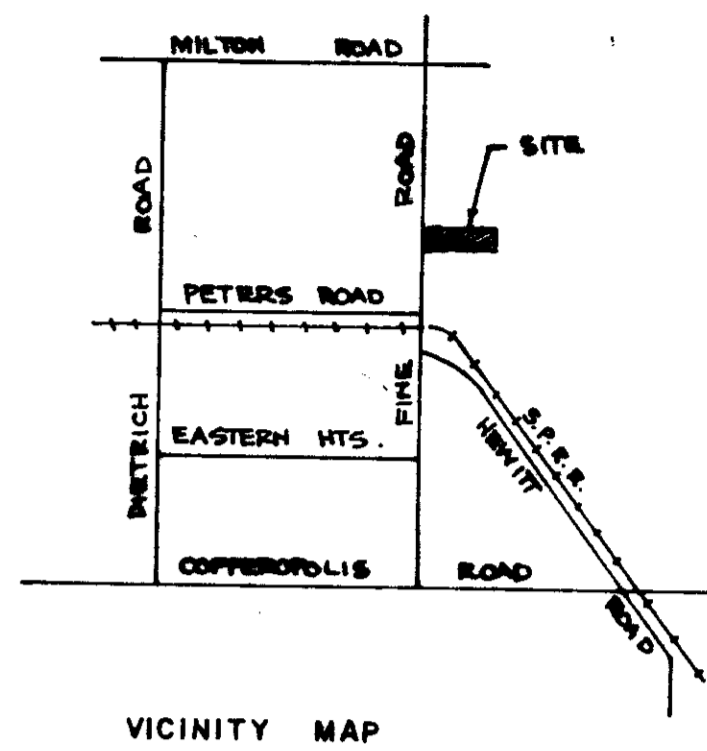 MILTON ROAD
SITE
ROAD
ROAD
PETERS ROAD
FINE
DIETRICH
EASTERN HTS.
S.P.R.R.
HEWITT
COPPEROPOLIS ROAD
ROAD
VICINITY MAP